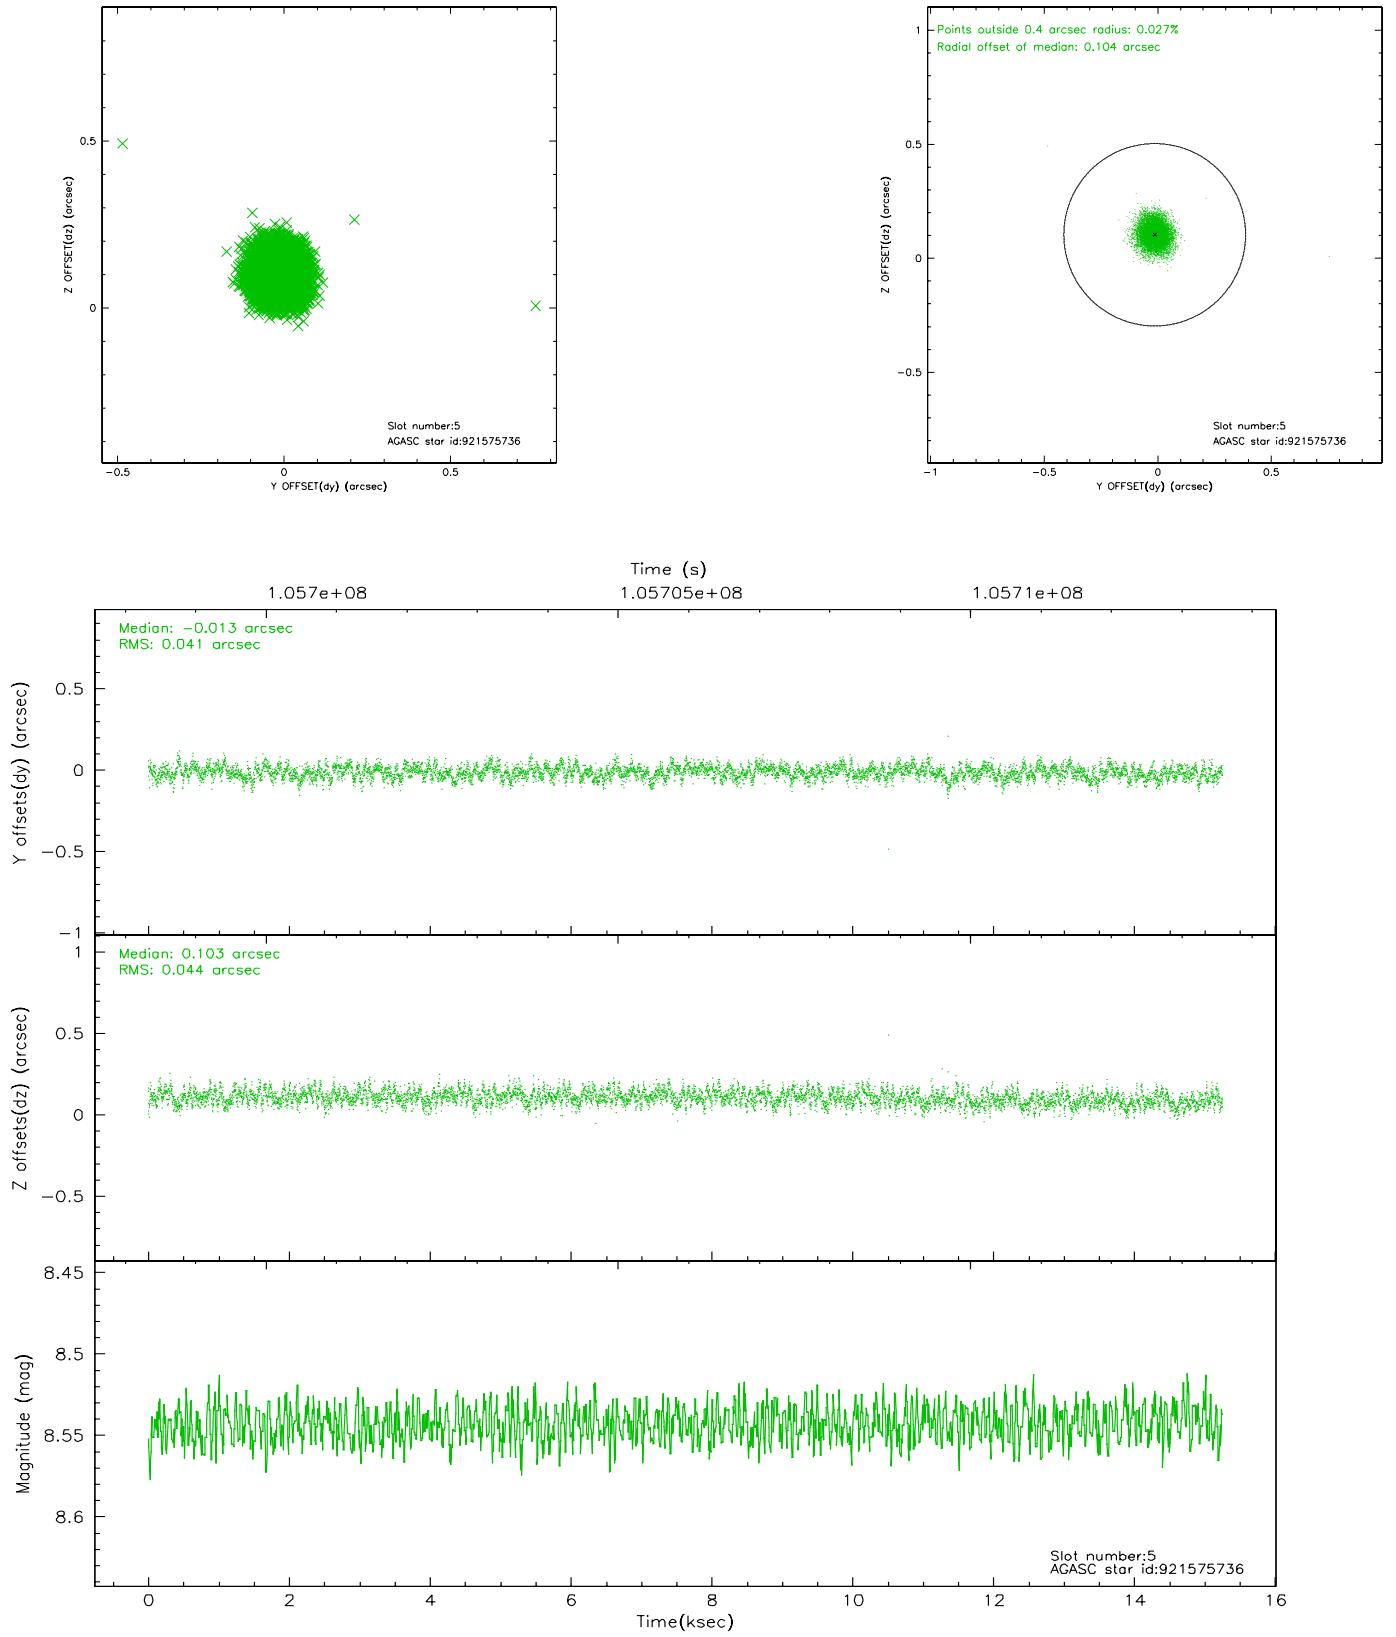 0.5
0
Z OFFSET(dz) (arcsec)
Slot number:5
AGASC star id:921575736
-0.5 0 0.5
Y OFFSET(dy) (arcsec)
Points outside 0.4 arcsec radius: 0.027%
Radial offset of median: 0.104 arcsec
1
0.5
0
-0.5
Z OFFSET(dz) (arcsec)
Slot number:5
AGASC star id:921575736
-1 -0.5 0 0.5
Y OFFSET(dy) (arcsec)
Time (s)
1.057e+08 1.05705e+08 1.0571e+08
Median: -0.013 arcsec
RMS: 0.041 arcsec
0.5
0
-0.5
-1
Y offsets(dy) (arcsec)
Median: 0.103 arcsec
RMS: 0.044 arcsec
1
0.5
0
-0.5
Z offsets(dz) (arcsec)
8.45
8.5
8.55
8.6
Magnitude (mag)
Slot number:5
AGASC star id:921575736
0 2 4 6 8 10 12 14 16
Time(ksec)